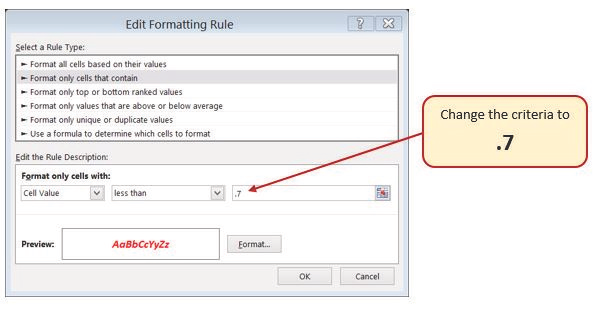 Edit Formatting Rule
?
Select a Rule Type:
► Format all cells based on their values
► Format only cells that contain
► Format only top or bottom ranked values
► Format only values that are above or below average
► Format only unique or duplicate values
► Use a formula to determine which cells to format
Edit the Rule Description:
Format only cells with:
Cell Value less than .7
Preview: AaBbCcYyZz Format...
OK Cancel
Change the criteria to
.7